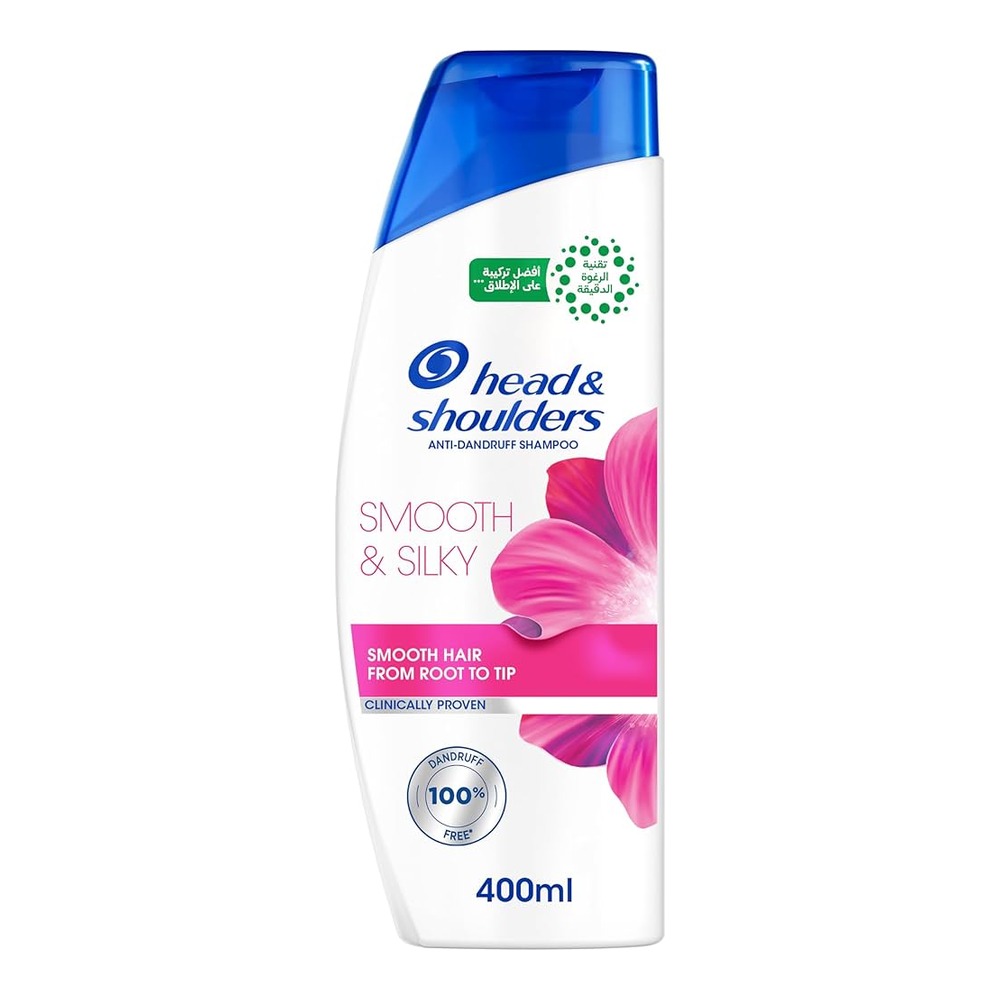 أفضل تركيبة
على الإطلاق...
تقنية
الرغوة
الدقيقة
head &
shoulders
ANTI-DANDRUFF SHAMPOO
SMOOTH
& SILKY
SMOOTH HAIR
FROM ROOT TO TIP
CLINICALLY PROVEN
DANDRUFF
100%
FREE*
400ml